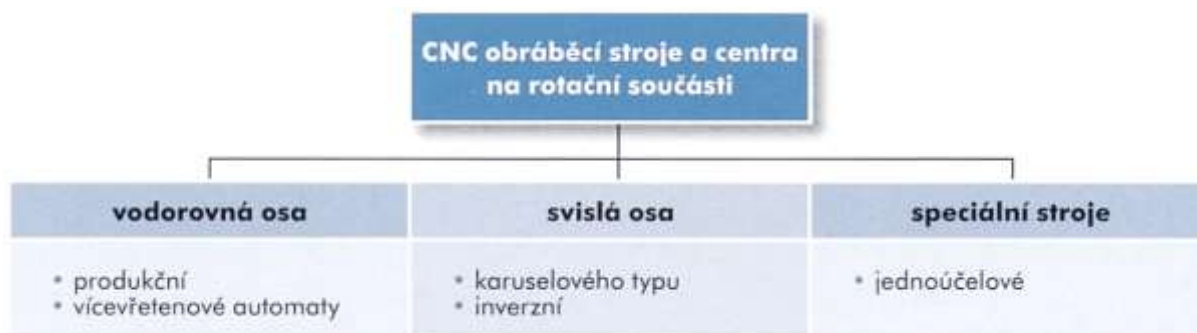 CNC obráběcí stroje a centra
na rotační součásti
vodorovná osa
• produkční
• vícevřetenové automaty
svislá osa
• karuselového typu
• inverzní
speciální stroje
• jednoúčelové